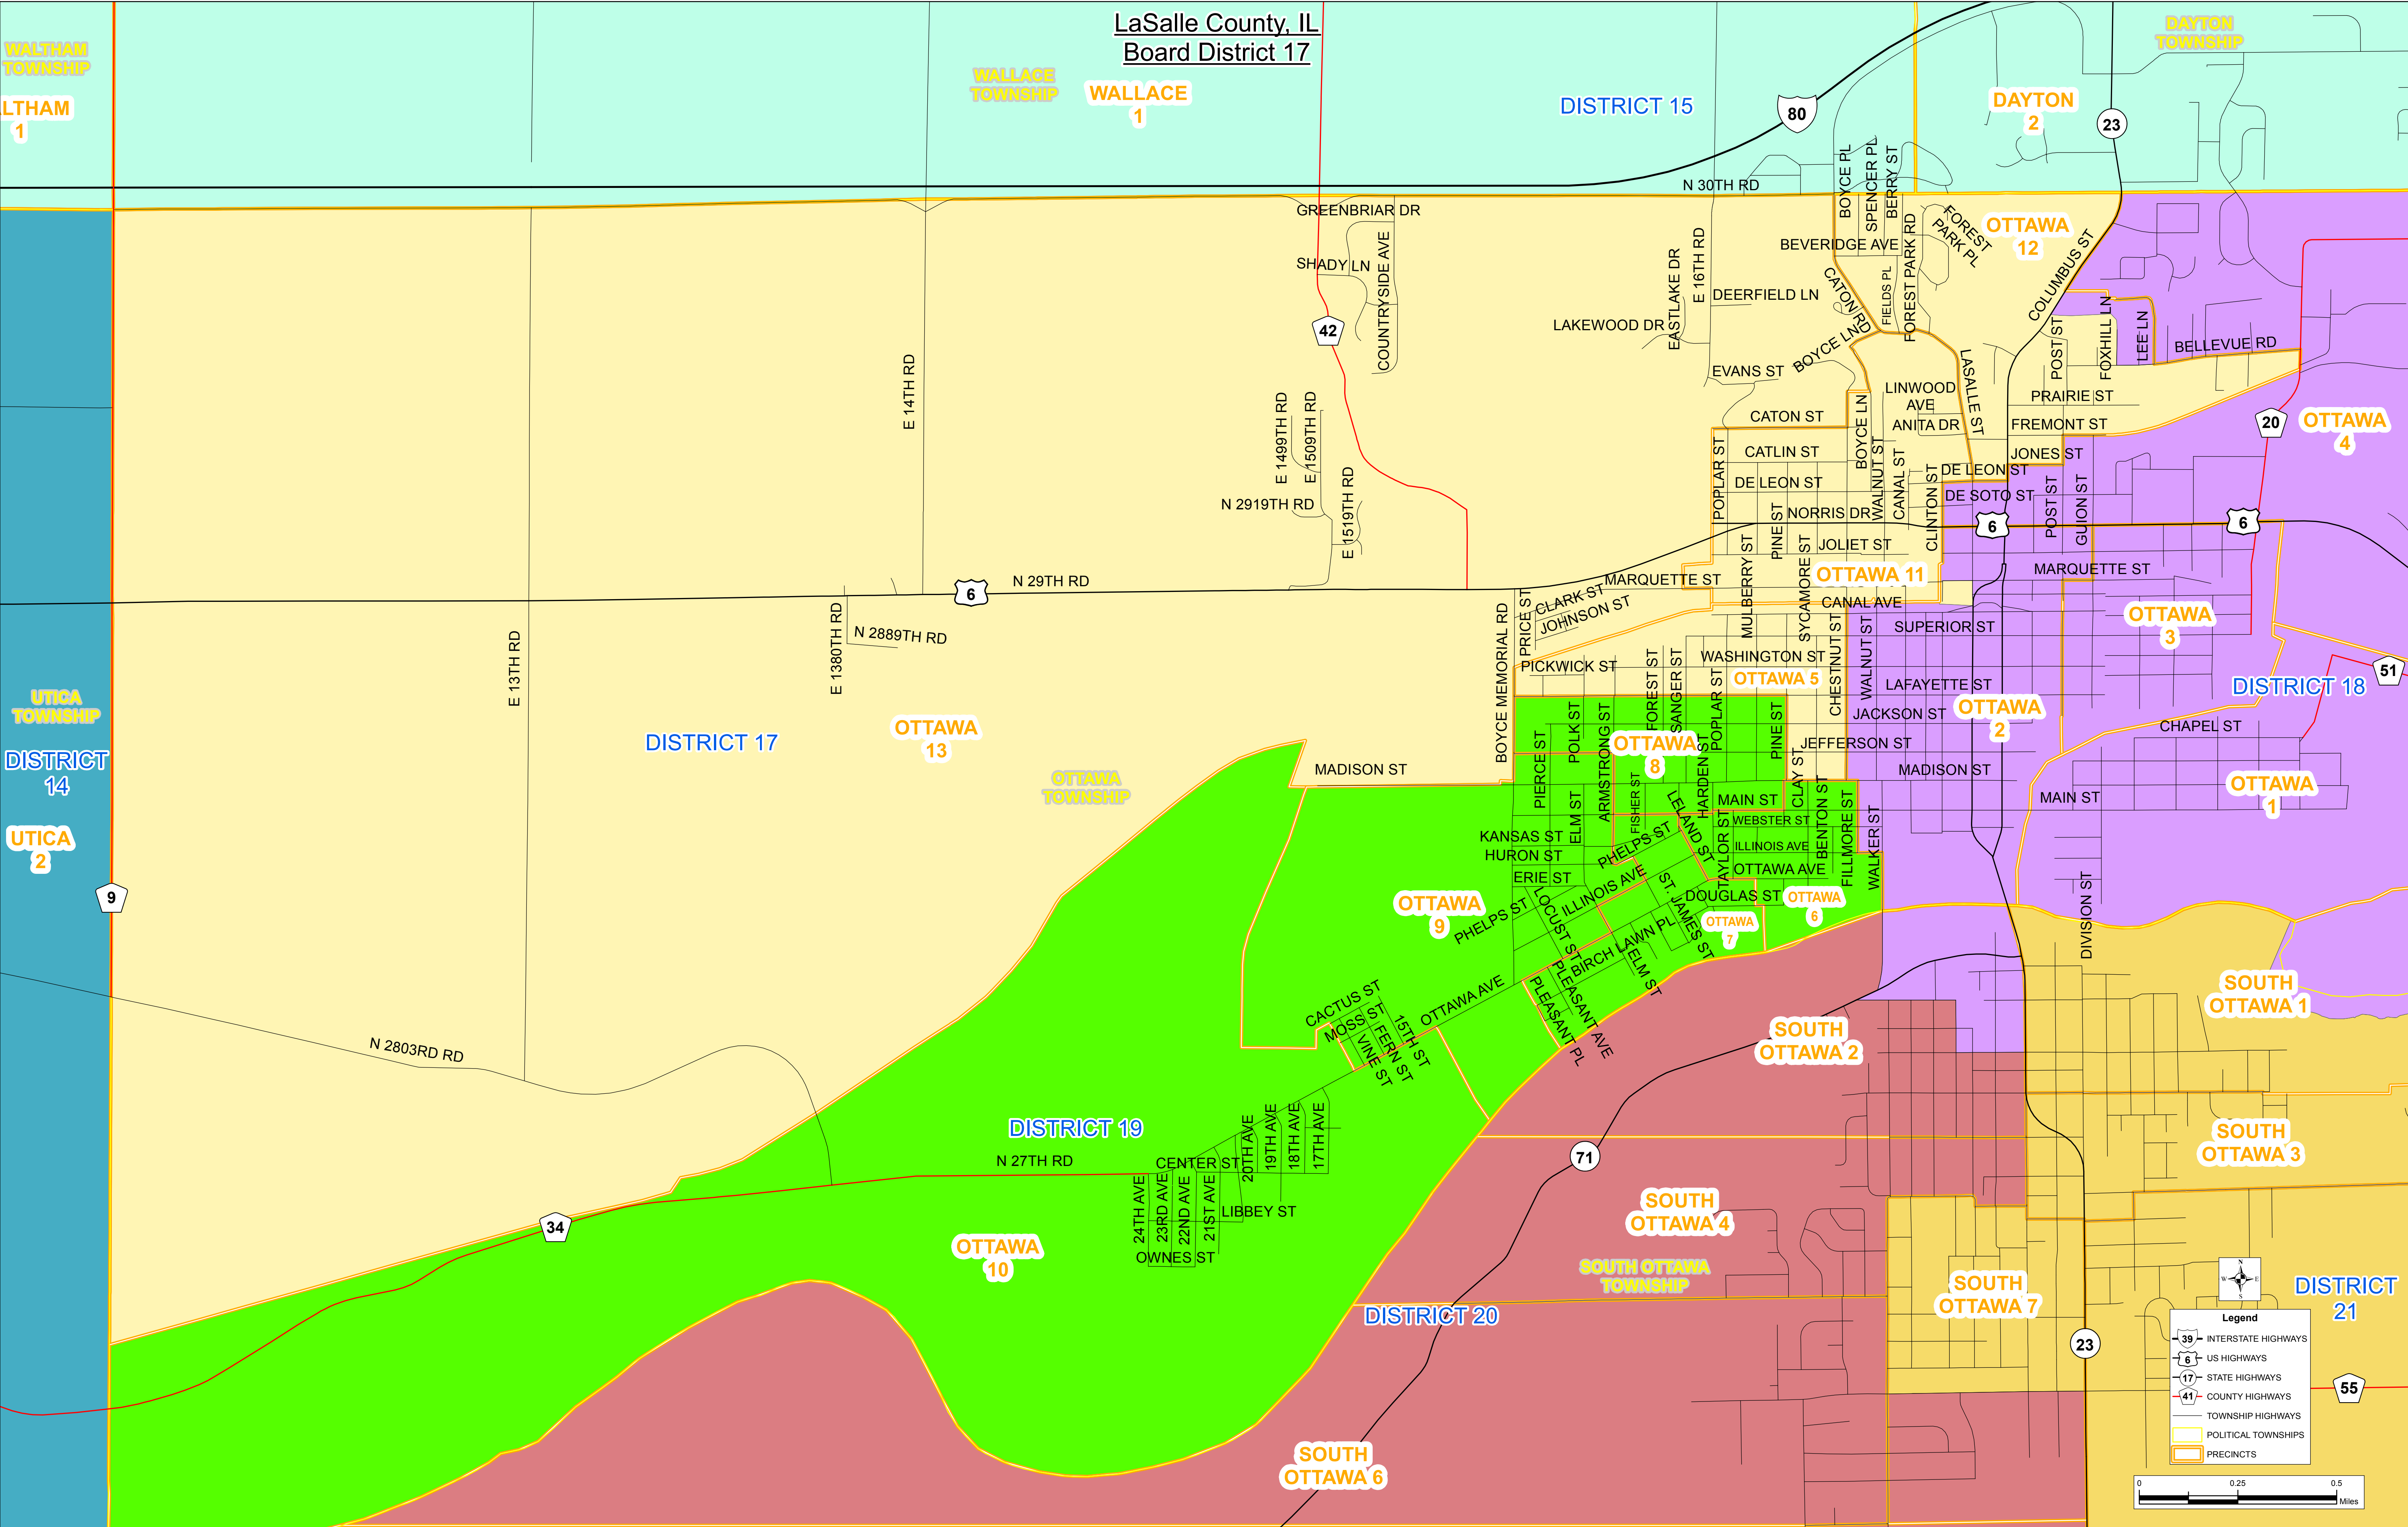 LaSalle County, IL
Board District 17
WALTHAM
TOWNSHIP
LTHAM
1
WALLACE
TOWNSHIP
WALLACE
1
DISTRICT 15
80
DAYTON
TOWNSHIP
DAYTON
2
23
N 30TH RD
BOYCE PL
SPENCER PL
BERRY ST
GREENBRIAR DR
SHADY LN
COUNTRYSIDE AVE
42
E 14TH RD
E 16TH RD
EASTLAKE DR
LAKEWOOD DR
DEERFIELD LN
BEVERIDGE AVE
CATON RD
FIELDS PL
FOREST PARK RD
FOREST
PARK PL
OTTAWA
12
COLUMBUS ST
BOYCE LN
EVANS ST
LASALLE ST
POST ST
FOXHILL LN
LEE LN
BELLEVUE RD
LINWOOD
AVE
PRAIRIE ST
ANITA DR
FREMONT ST
20
OTTAWA
4
CATON ST
BOYCE LN
POPLAR ST
CATLIN ST
WALNUT ST
CANAL ST
JONES ST
DE LEON ST
DE LEON ST
CLINTON ST
DE SOTO ST
POST ST
GUION ST
E 1499TH RD
E 1509TH RD
E 1519TH RD
N 2919TH RD
PINE ST
NORRIS DR
6
6
JOLIET ST
MULBERRY ST
SYCAMORE ST
MARQUETTE ST
OTTAWA 11
MARQUETTE ST
N 29TH RD
6
CLARK ST
JOHNSON ST
CANAL AVE
PRICE ST
BOYCE MEMORIAL RD
E 13TH RD
E 1380TH RD
N 2889TH RD
SUPERIOR ST
OTTAWA
3
PICKWICK ST
FOREST ST
SANGER ST
WASHINGTON ST
CHESTNUT ST
WALNUT ST
OTTAWA 5
LAFAYETTE ST
DISTRICT 18
51
UTICA
TOWNSHIP
DISTRICT
14
DISTRICT 17
OTTAWA
13
OTTAWA
TOWNSHIP
POLK ST
ARMSTRONG ST
POPLAR ST
PINE ST
JACKSON ST
OTTAWA
2
CHAPEL ST
PIERCE ST
OTTAWA
8
HARDEN ST
JEFFERSON ST
MADISON ST
CLAY ST
MADISON ST
OTTAWA
1
MAIN ST
ELM ST
FISHER ST
LELAND ST
MAIN ST
BENTON ST
FILLMORE ST
WALKER ST
UTICA
2
KANSAS ST
WEBSTER ST
HURON ST
PHELPS ST
TAYLOR ST
ILLINOIS AVE
ERIE ST
OTTAWA AVE
9
OTTAWA
9
PHELPS ST
LOCUST ST
ILLINOIS AVE
ST. JAMES ST
DOUGLAS ST
OTTAWA
6
OTTAWA
7
DIVISION ST
BIRCH LAWN PL
ELM ST
PLEASANT AVE
PLEASANT PL
CACTUS ST
MOSS ST
VINE ST
FERN ST
15TH ST
OTTAWA AVE
SOUTH
OTTAWA 1
SOUTH
OTTAWA 2
N 2803RD RD
DISTRICT 19
N 27TH RD
CENTER ST
20TH AVE
19TH AVE
18TH AVE
17TH AVE
71
SOUTH
OTTAWA 3
24TH AVE
23RD AVE
22ND AVE
21ST AVE
LIBBEY ST
OWNES ST
34
OTTAWA
10
SOUTH
OTTAWA 4
SOUTH OTTAWA
TOWNSHIP
DISTRICT 20
SOUTH
OTTAWA 7
23
DISTRICT
21
55
SOUTH
OTTAWA 6
N
W E
S
Legend
39 INTERSTATE HIGHWAYS
6 US HIGHWAYS
17 STATE HIGHWAYS
41 COUNTY HIGHWAYS
TOWNSHIP HIGHWAYS
POLITICAL TOWNSHIPS
PRECINCTS
0 0.25 0.5
Miles